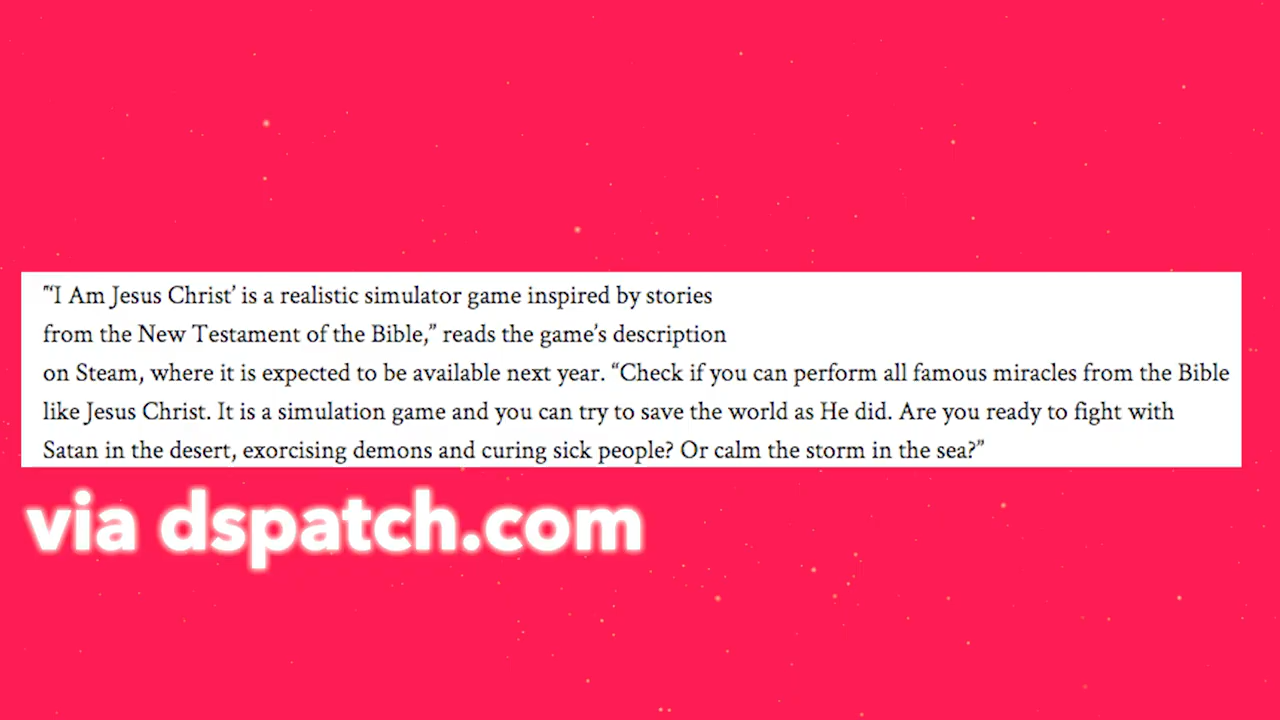 "‘I Am Jesus Christ’ is a realistic simulator game inspired by stories
from the New Testament of the Bible,” reads the game’s description
on Steam, where it is expected to be available next year. “Check if you can perform all famous miracles from the Bible
like Jesus Christ. It is a simulation game and you can try to save the world as He did. Are you ready to fight with
Satan in the desert, exorcising demons and curing sick people? Or calm the storm in the sea?”
via dspatch.com